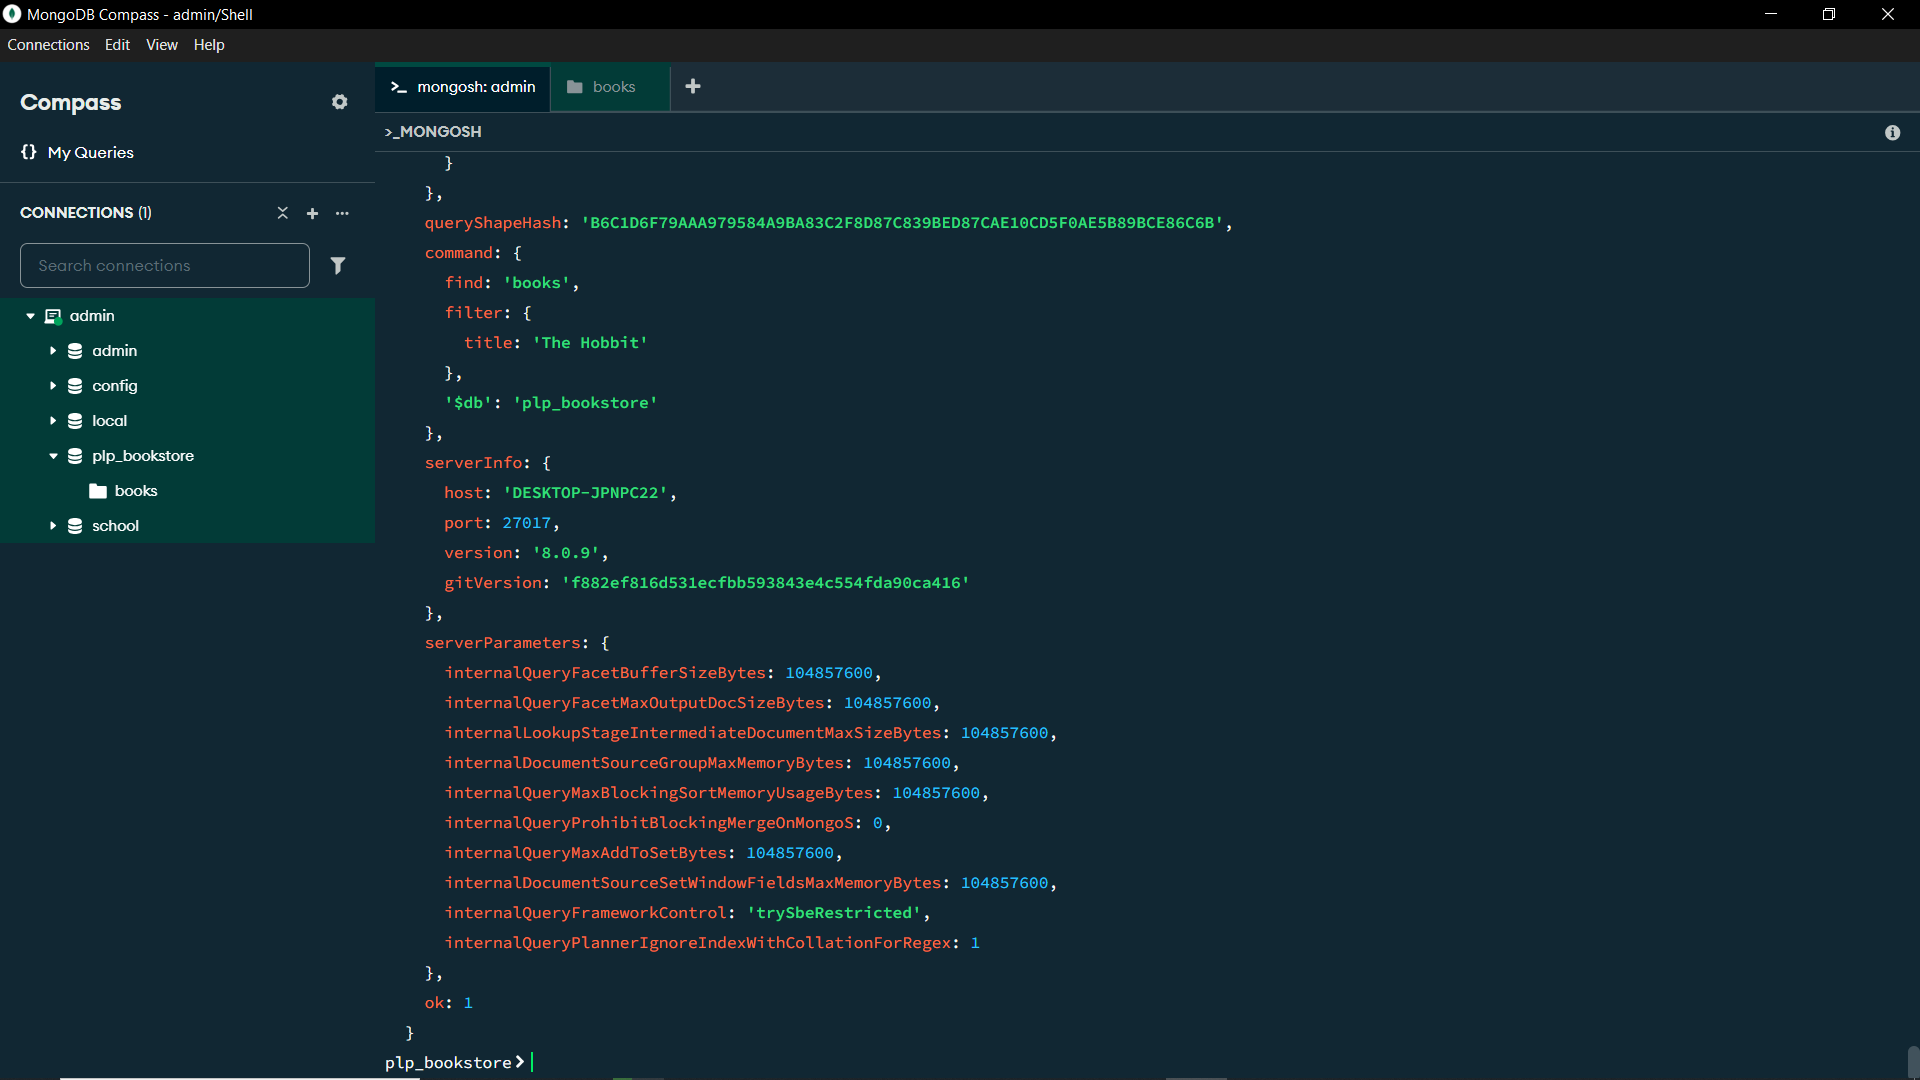 MongoDB Compass - admin/Shell
Connections Edit View Help
Compass
{} My Queries
CONNECTIONS (1)
Search connections
admin
admin
config
local
plp_bookstore
books
school
>_ mongosh: admin
books
>_MONGOSH
}
},
queryShapeHash: 'B6C1D6F79AAA979584A9BA83C2F8D87C839BED87CAE10CD5F0AE5B89BCE86C6B',
command: {
find: 'books',
filter: {
title: 'The Hobbit'
},
'$db': 'plp_bookstore'
},
serverInfo: {
host: 'DESKTOP-JPNPC22',
port: 27017,
version: '8.0.9',
gitVersion: 'f882ef816d531ecfbb593843e4c554fda90ca416'
},
serverParameters: {
internalQueryFacetBufferSizeBytes: 104857600,
internalQueryFacetMaxOutputDocSizeBytes: 104857600,
internalLookupStageIntermediateDocumentMaxSizeBytes: 104857600,
internalDocumentSourceGroupMaxMemoryBytes: 104857600,
internalQueryMaxBlockingSortMemoryUsageBytes: 104857600,
internalQueryProhibitBlockingMergeOnMongoS: 0,
internalQueryMaxAddToSetBytes: 104857600,
internalDocumentSourceSetWindowFieldsMaxMemoryBytes: 104857600,
internalQueryFrameworkControl: 'trySbeRestricted',
internalQueryPlannerIgnoreIndexWithCollationForRegex: 1
},
ok: 1
}
plp_bookstore>